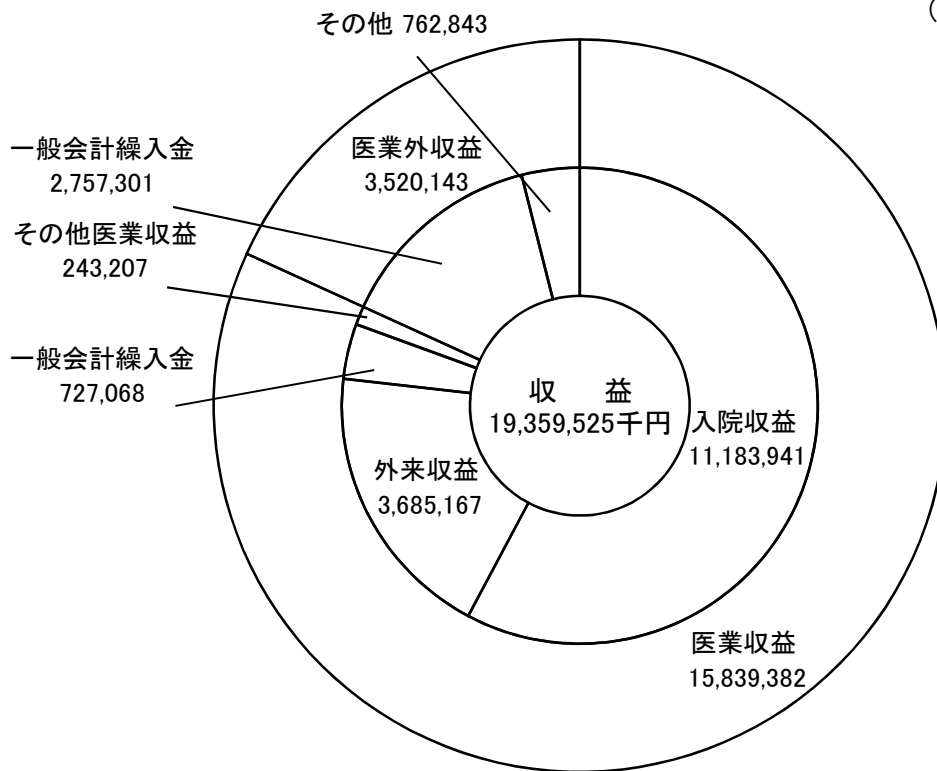 （
その他 762,843
一般会計繰入金
2,757,301
医業外収益
3,520,143
その他医業収益
243,207
一般会計繰入金
727,068
収　　益
19,359,525千円
入院収益
11,183,941
外来収益
3,685,167
医業収益
15,839,382